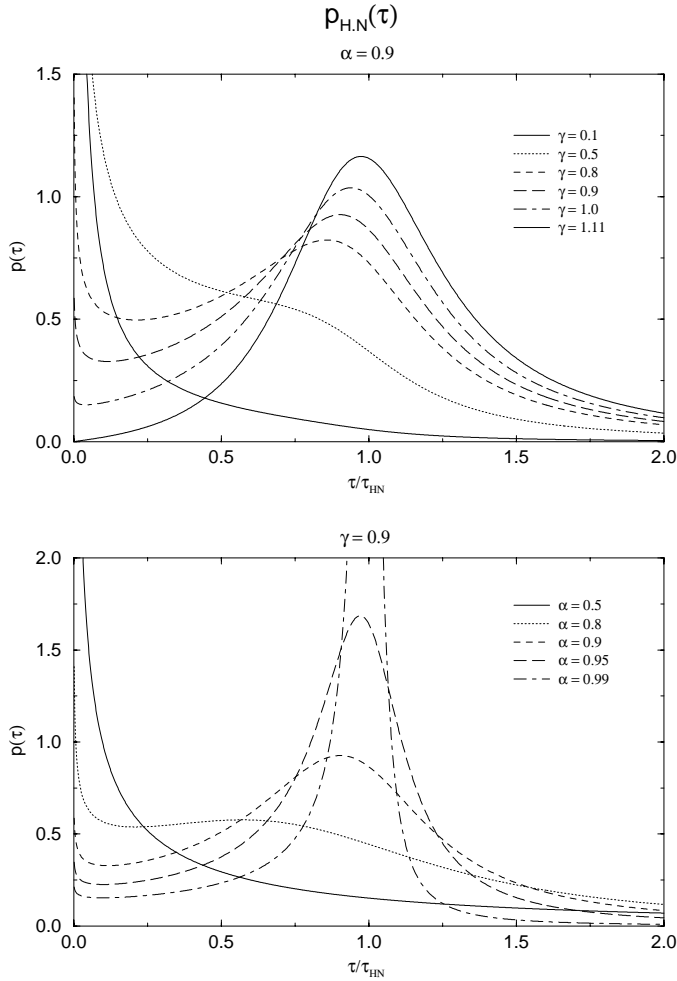 p_{H.N}(τ)
α = 0.9
1.5
1.0
0.5
0.0
p(τ)
γ = 0.1
γ = 0.5
γ = 0.8
γ = 0.9
γ = 1.0
γ = 1.11
0.0 0.5 1.0 1.5 2.0
τ/τ_{HN}
γ = 0.9
2.0
1.5
1.0
0.5
0.0
p(τ)
α = 0.5
α = 0.8
α = 0.9
α = 0.95
α = 0.99
0.0 0.5 1.0 1.5 2.0
τ/τ_{HN}